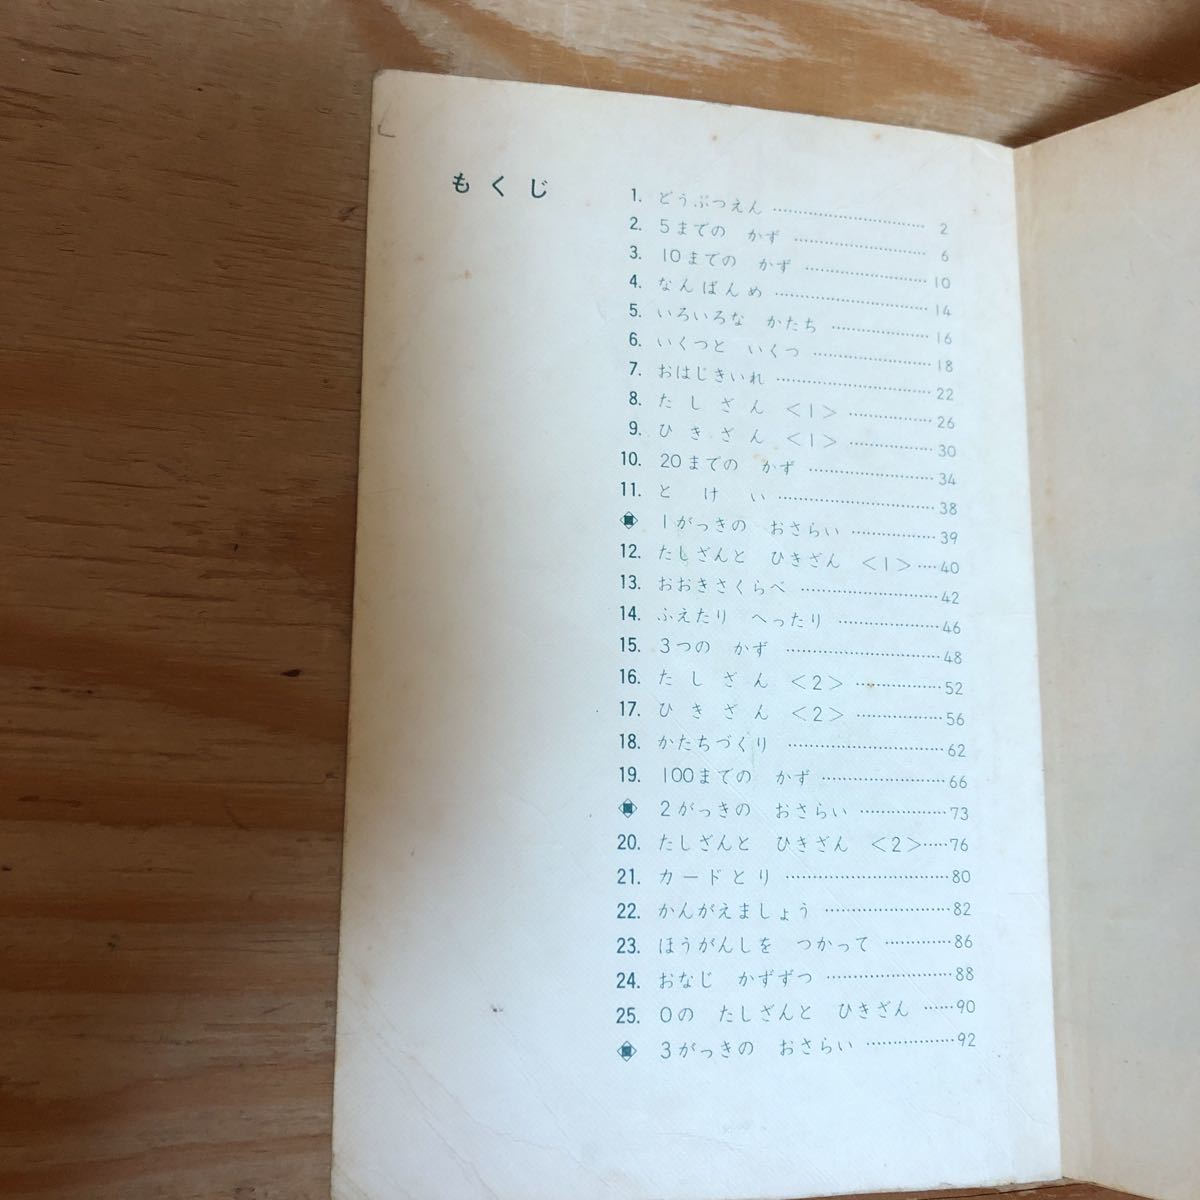 もくじ
1. どうぶつえん …………………… 2
2. 5までの かず …………………… 6
3. 10までの かず …………………… 10
4. なんばんめ …………………… 14
5. いろいろな かたち …………………… 16
6. いくつと いくつ …………………… 18
7. おはじきいれ …………………… 22
8. たしざん <1> …………………… 26
9. ひきざん <1> …………………… 30
10. 20までの かず …………………… 34
11. とけい …………………… 38
◈ 1がっきの おさらい …………………… 39
12. たしざんと ひきざん <1> …… 40
13. おおきさくらべ …………………… 42
14. ふえたり へったり …………………… 46
15. 3つの かず …………………… 48
16. たしざん <2> …………………… 52
17. ひきざん <2> …………………… 56
18. かたちづくり …………………… 62
19. 100までの かず …………………… 66
◈ 2がっきの おさらい …………………… 73
20. たしざんと ひきざん <2> …… 76
21. カードとり …………………… 80
22. かんがえましょう …………………… 82
23. ほうがんしを つかって …………………… 86
24. おなじ かずずつ …………………… 88
25. 0の たしざんと ひきざん …… 90
◈ 3がっきの おさらい …………………… 92